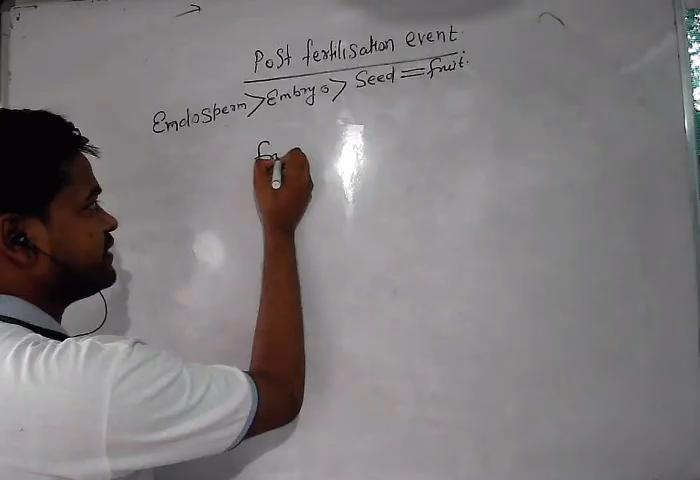 Post fertilisation event.
Endosperm > Embryo > Seed = fruit.